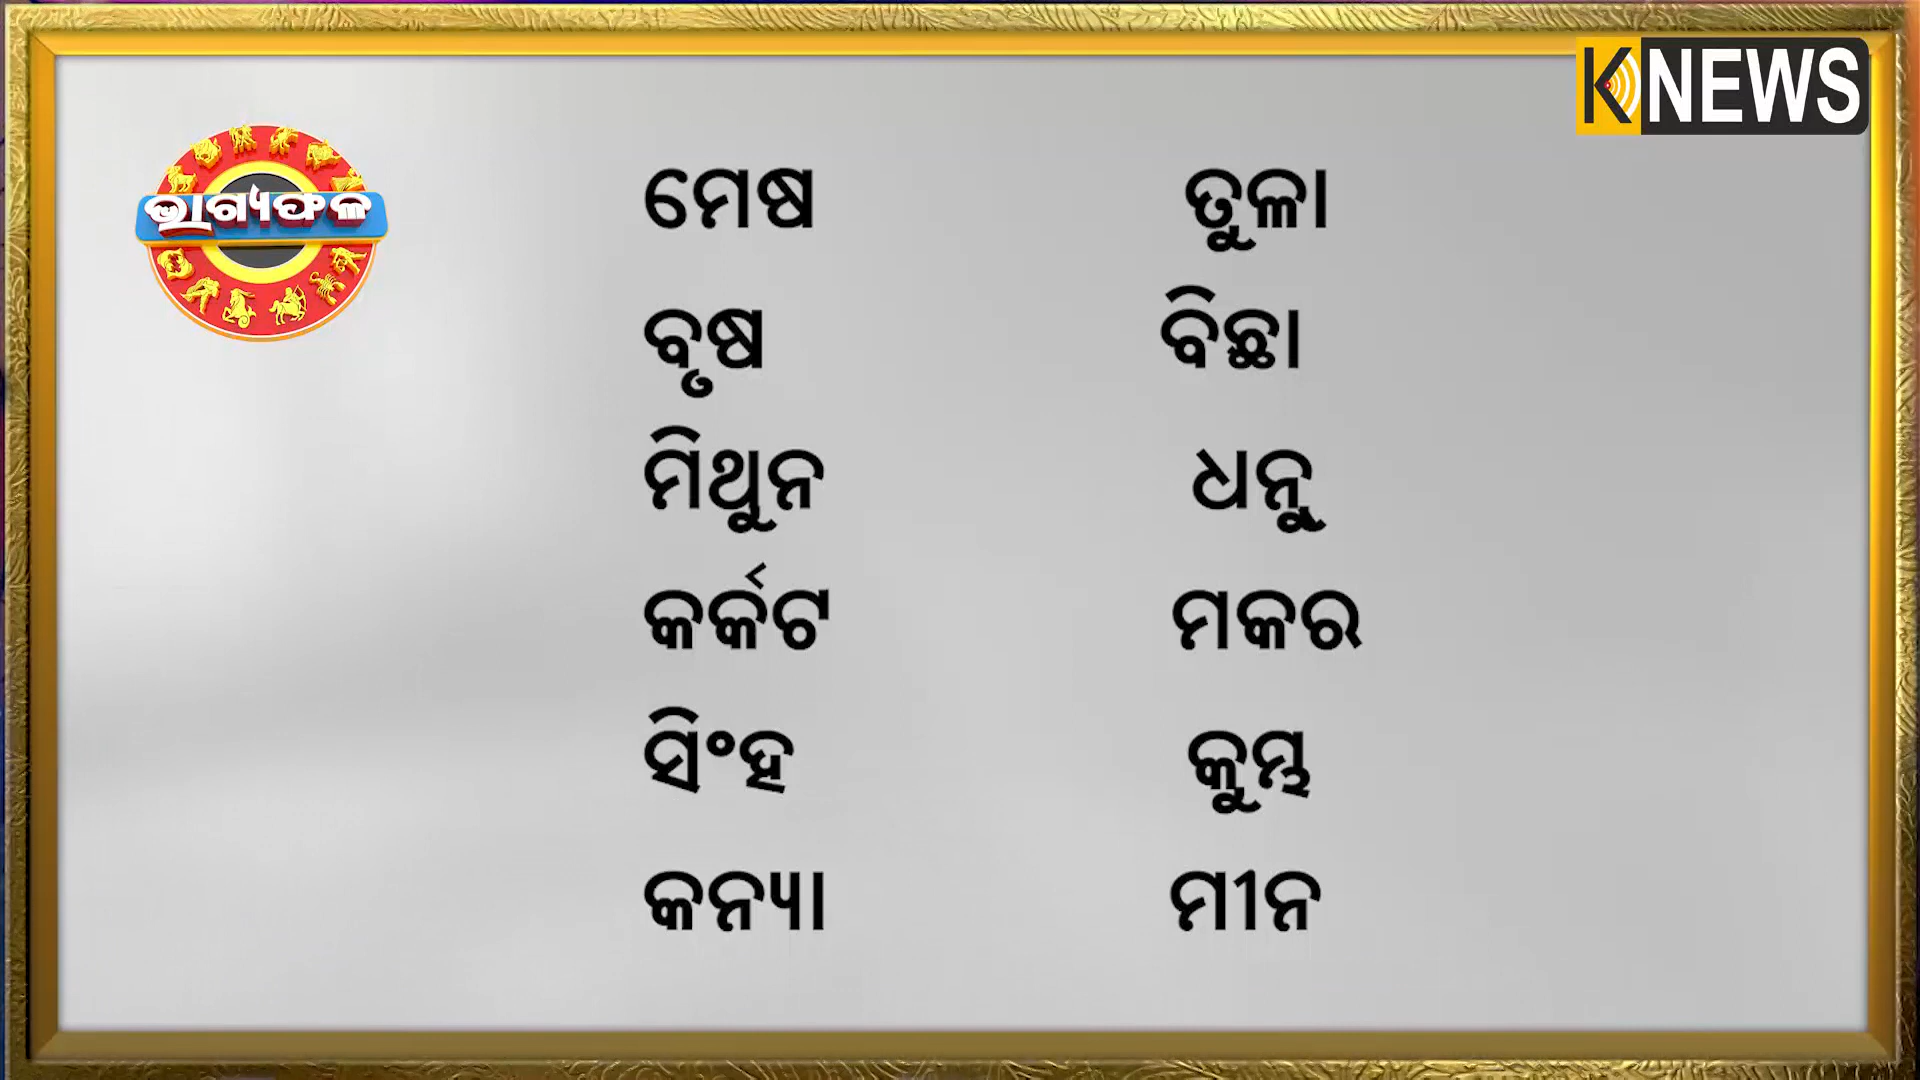 KNEWS
ଭାଗ୍ୟଫଳ
ମେଷ ତୁଳା
ବୃଷ ବିଛା
ମିଥୁନ ଧନୁ
କର୍କଟ ମକର
ସିଂହ କୁମ୍ଭ
କନ୍ୟା ମୀନ